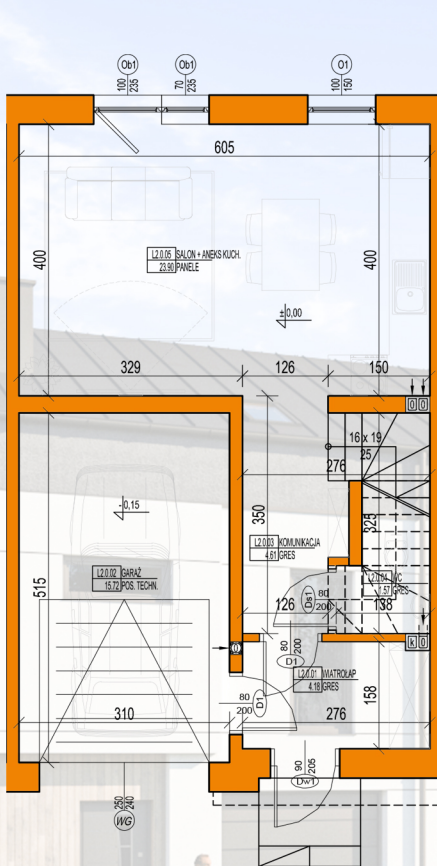 Ob1
100
235
Ob1
70
235
O1
100
150
605
400
400
L2.0.05 SALON + ANEKS KUCH.
23.90 PANELE
±0,00
329
126
150
16 x 19
25
276
-0,15
350
325
L2.0.03 KOMUNIKACJA
4.61 GRES
L2.0.02 GARAŻ
15.72 POS. TECHN.
515
L2.0.04 WC
1.57 GRES
Ds1
80
200
126
138
80
200
D1
L2.0.01 WIATROŁAP
4.18 GRES
158
D1
80
200
310
276
90
205
Dw1
250
240
WG